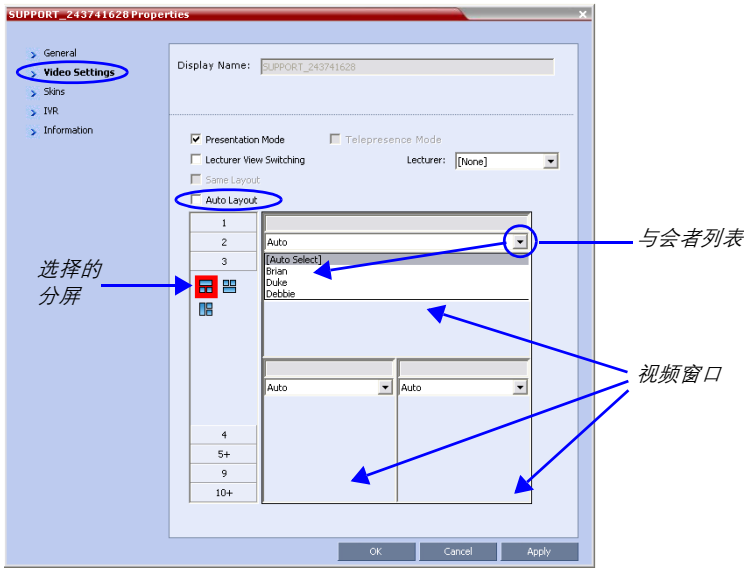 SUPPORT_243741628 Properties
General
Video Settings
Skins
IVR
Information
Display Name: SUPPORT_243741628
Presentation Mode
Telepresence Mode
Lecturer View Switching
Lecturer: [None]
Same Layout
Auto Layout
1
2
3
4
5+
9
10+
Auto
[Auto Select]
Brian
Duke
Debbie
Auto
Auto
选择的
分屏
与会者列表
视频窗口
OK
Cancel
Apply